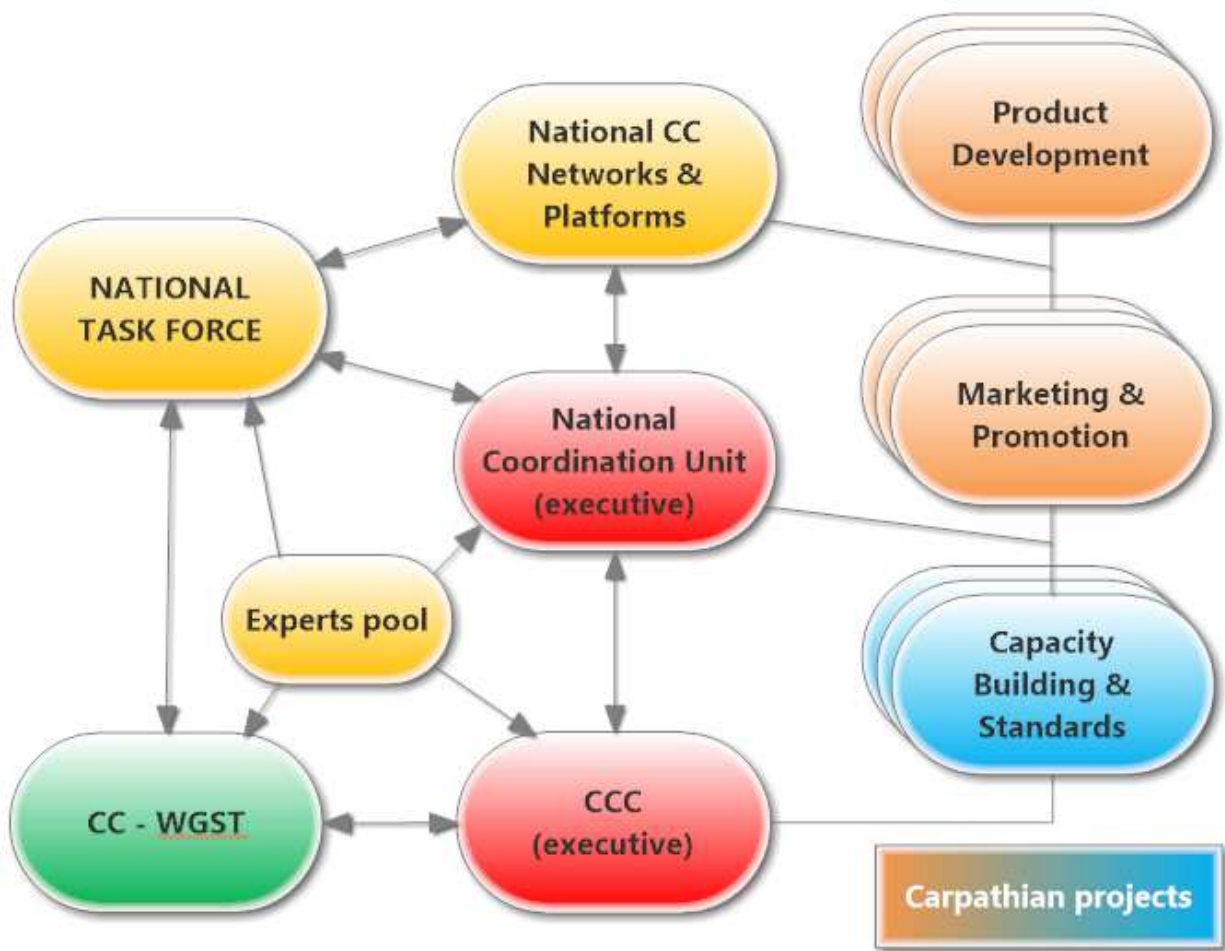 National CC
Networks &
Platforms
Product
Development
NATIONAL
TASK FORCE
Marketing &
Promotion
National
Coordination Unit
(executive)
Experts pool
Capacity
Building &
Standards
CC - WGST
CCC
(executive)
Carpathian projects